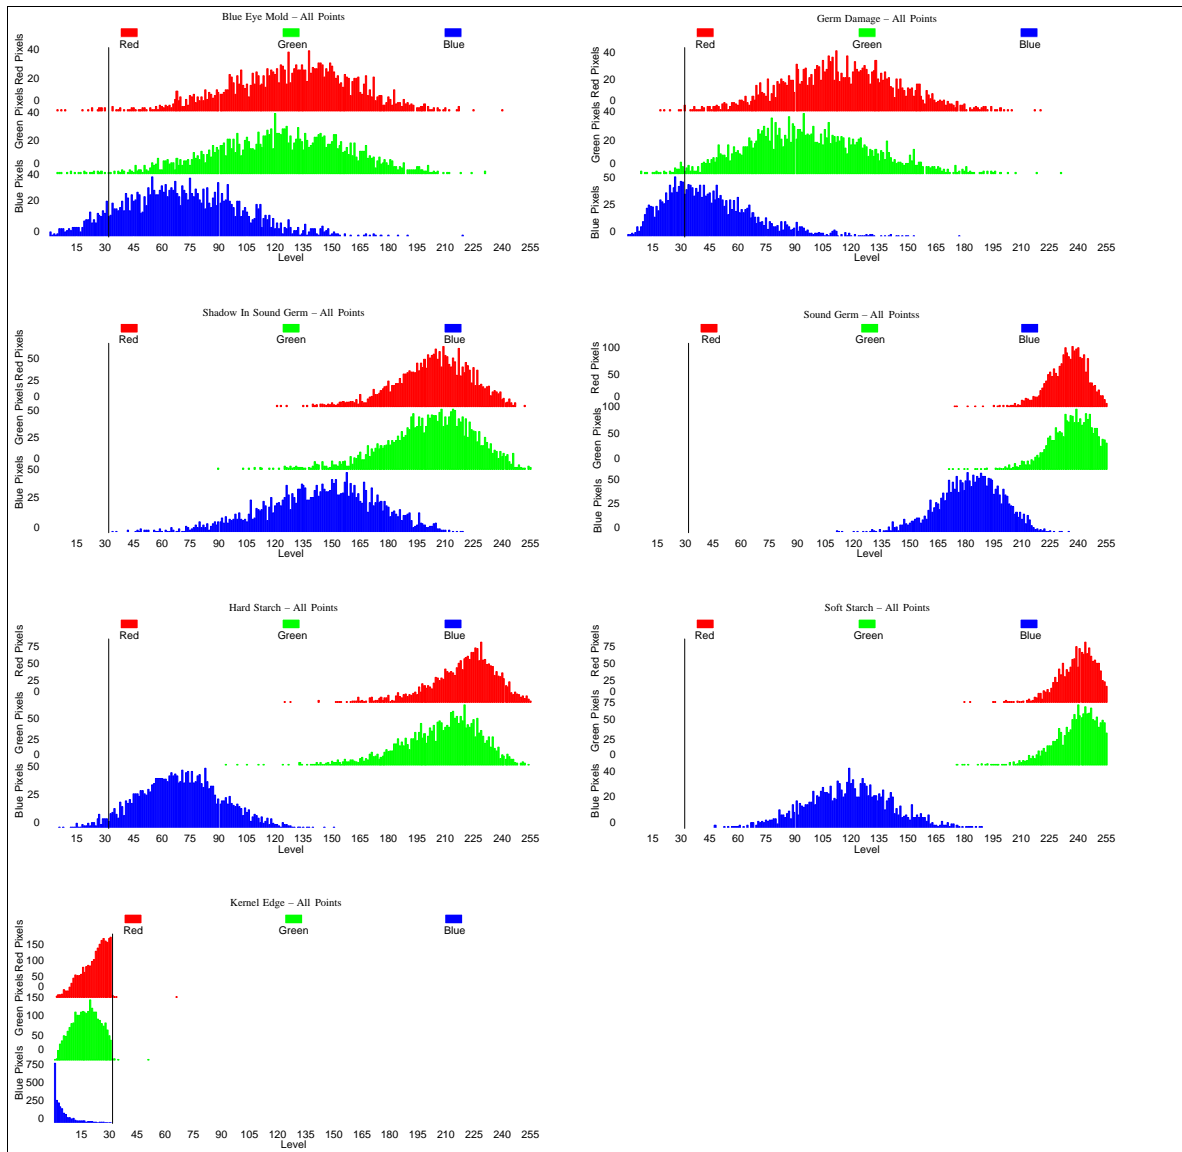 Blue Eye Mold – All Points
Red Green Blue
Red Pixels
40
20
0
Green Pixels
40
20
0
Blue Pixels
40
20
0
15 30 45 60 75 90 105 120 135 150 165 180 195 210 225 240 255
Level
Germ Damage – All Points
Red Green Blue
Red Pixels
40
20
0
Green Pixels
40
20
0
Blue Pixels
50
25
0
15 30 45 60 75 90 105 120 135 150 165 180 195 210 225 240 255
Level
Shadow In Sound Germ – All Points
Red Green Blue
Red Pixels
50
25
0
Green Pixels
50
25
0
Blue Pixels
50
25
0
15 30 45 60 75 90 105 120 135 150 165 180 195 210 225 240 255
Level
Sound Germ – All Pointss
Red Green Blue
Red Pixels
100
50
0
Green Pixels
100
50
0
Blue Pixels
50
25
0
15 30 45 60 75 90 105 120 135 150 165 180 195 210 225 240 255
Level
Hard Starch – All Points
Red Green Blue
Red Pixels
75
50
25
0
Green Pixels
75
50
25
0
Blue Pixels
50
25
0
15 30 45 60 75 90 105 120 135 150 165 180 195 210 225 240 255
Level
Soft Starch – All Points
Red Green Blue
Red Pixels
75
50
25
0
Green Pixels
75
50
25
0
Blue Pixels
40
20
0
15 30 45 60 75 90 105 120 135 150 165 180 195 210 225 240 255
Level
Kernel Edge – All Points
Red Green Blue
Red Pixels
150
100
50
0
Green Pixels
150
100
50
0
Blue Pixels
750
500
250
0
15 30 45 60 75 90 105 120 135 150 165 180 195 210 225 240 255
Level